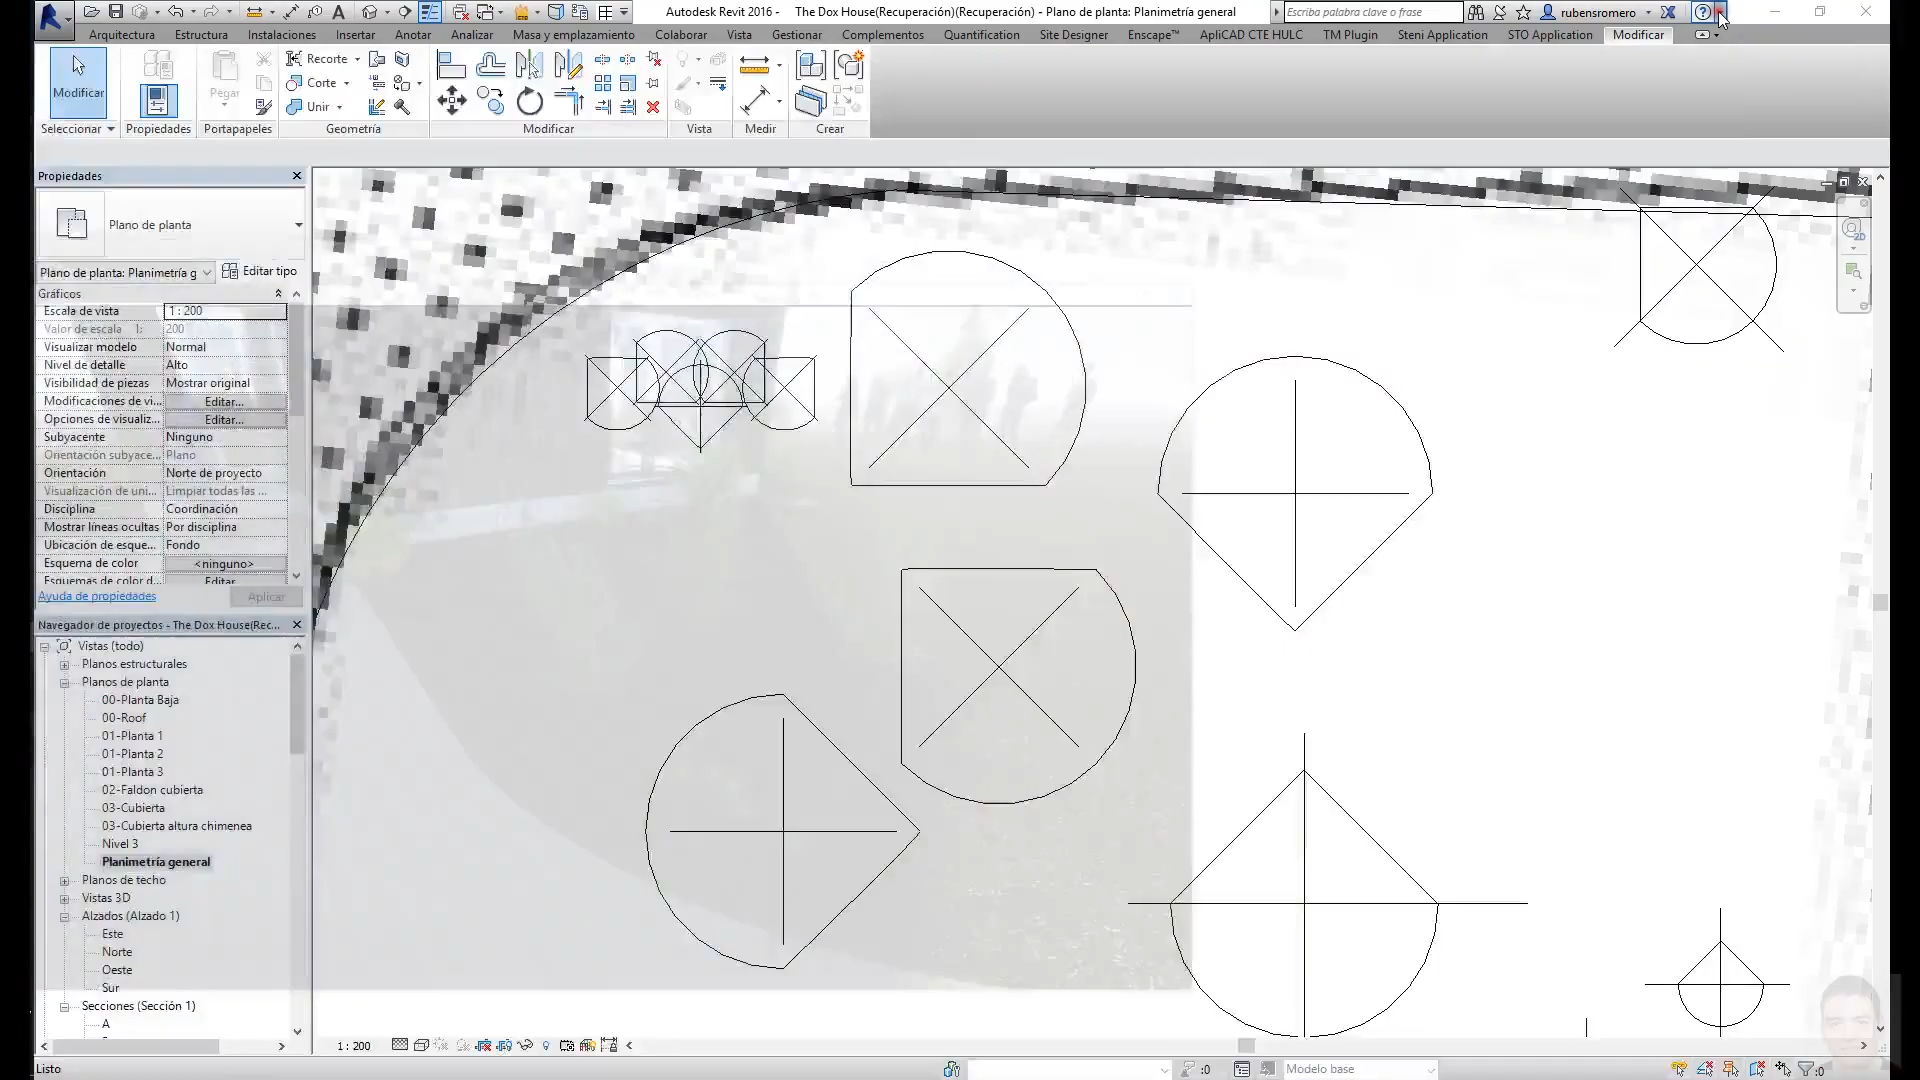 Autodesk Revit 2016 - The Dox House(Recuperación)(Recuperación) - Plano de planta: Planimetría general
Escriba palabra clave o frase
rubensromero
Arquitectura Estructura Instalaciones Insertar Anotar Analizar Masa y emplazamiento Colaborar Vista Gestionar Complementos Quantification Site Designer Enscape™ ApliCAD CTE HULC TM Plugin Steni Application STO Application Modificar
Modificar
Pegar
Recorte
Corte
Unir
Seleccionar Propiedades Portapapeles Geometría Modificar Vista Medir Crear
Propiedades
Plano de planta
Plano de planta: Planimetría g
Editar tipo
Gráficos
Escala de vista 1 : 200
Valor de escala 1: 200
Visualizar modelo Normal
Nivel de detalle Alto
Visibilidad de piezas Mostrar original
Modificaciones de vi... Editar...
Opciones de visualiz... Editar...
Subyacente Ninguno
Orientación subyace... Plano
Orientación Norte de proyecto
Visualización de uni... Limpiar todas las ...
Disciplina Coordinación
Mostrar líneas ocultas Por disciplina
Ubicación de esque... Fondo
Esquema de color <ninguno>
Esquemas de color d... Editar
Ayuda de propiedades
Aplicar
Navegador de proyectos - The Dox House(Rec...
Vistas (todo)
Planos estructurales
Planos de planta
00-Planta Baja
00-Roof
01-Planta 1
01-Planta 2
01-Planta 3
02-Faldon cubierta
03-Cubierta
03-Cubierta altura chimenea
Nivel 3
Planimetría general
Planos de techo
Vistas 3D
Alzados (Alzado 1)
Este
Norte
Oeste
Sur
Secciones (Sección 1)
A
1 : 200
Listo
:0
Modelo base
:0